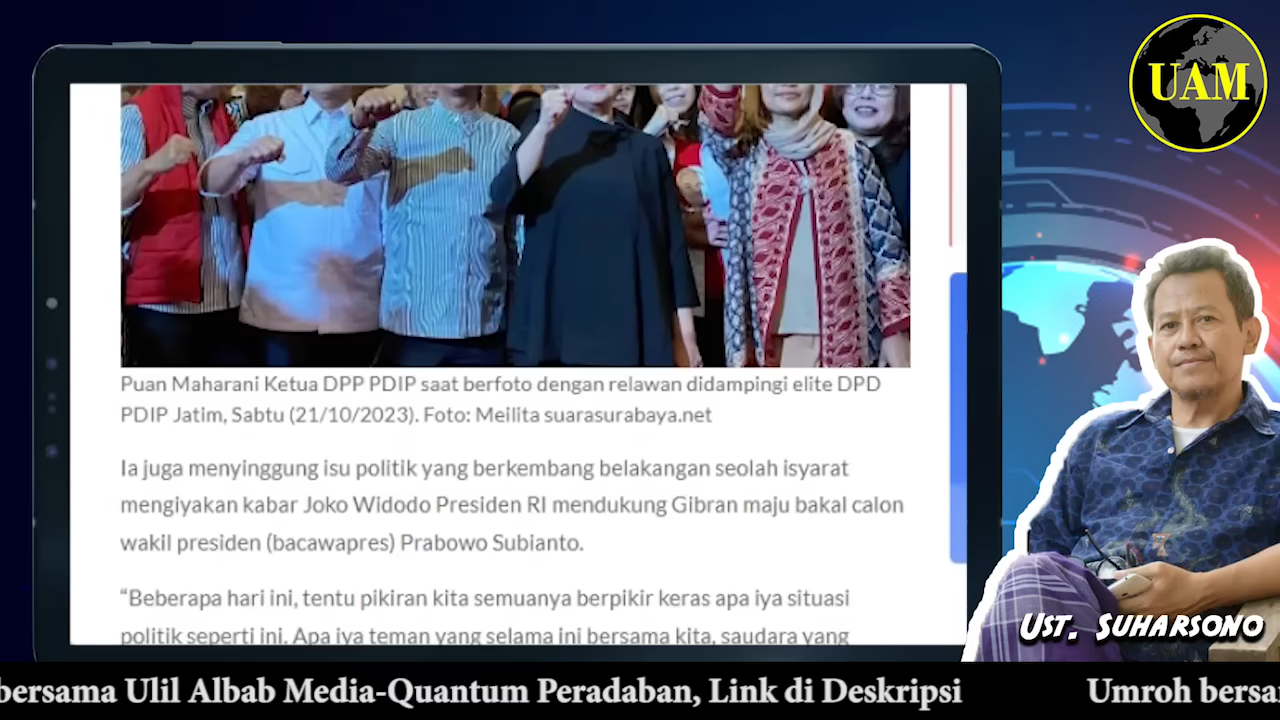 UAM
Puan Maharani Ketua DPP PDIP saat berfoto dengan relawan didampingi elite DPD
PDIP Jatim, Sabtu (21/10/2023). Foto: Meilita suarasurabaya.net
Ia juga menyinggung isu politik yang berkembang belakangan seolah isyarat
mengiyakan kabar Joko Widodo Presiden RI mendukung Gibran maju bakal calon
wakil presiden (bacawapres) Prabowo Subianto.
“Beberapa hari ini, tentu pikiran kita semuanya berpikir keras apa iya situasi
politik seperti ini. Apa iya teman yang selama ini bersama kita, saudara yang
Ust. Suharsono
bersama Ulil Albab Media-Quantum Peradaban, Link di Deskripsi
Umroh bersa